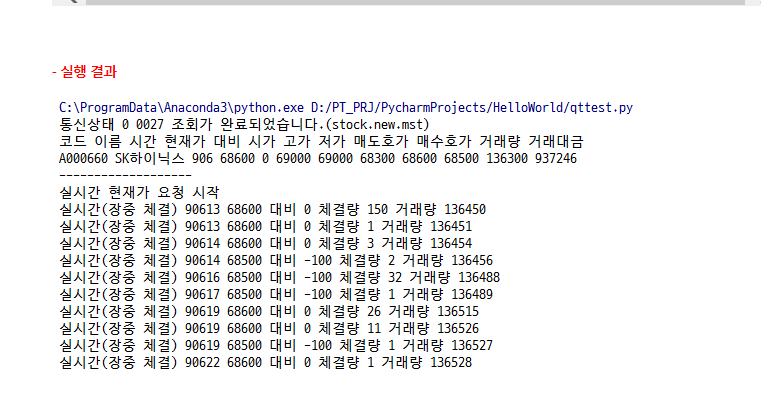 - 실행 결과
C:\ProgramData\Anaconda3\python.exe D:/PT_PRJ/PycharmProjects/HelloWorld/qttest.py
통신상태 0 0027 조회가 완료되었습니다.(stock.new.mst)
코드 이름 시간 현재가 대비 시가 고가 저가 매도호가 매수호가 거래량 거래대금
A000660 SK하이닉스 906 68600 0 69000 69000 68300 68600 68500 136300 937246
-------------------
실시간 현재가 요청 시작
실시간(장중 체결) 90613 68600 대비 0 체결량 150 거래량 136450
실시간(장중 체결) 90613 68600 대비 0 체결량 1 거래량 136451
실시간(장중 체결) 90614 68600 대비 0 체결량 3 거래량 136454
실시간(장중 체결) 90614 68500 대비 -100 체결량 2 거래량 136456
실시간(장중 체결) 90616 68500 대비 -100 체결량 32 거래량 136488
실시간(장중 체결) 90617 68500 대비 -100 체결량 1 거래량 136489
실시간(장중 체결) 90619 68600 대비 0 체결량 26 거래량 136515
실시간(장중 체결) 90619 68600 대비 0 체결량 11 거래량 136526
실시간(장중 체결) 90619 68500 대비 -100 체결량 1 거래량 136527
실시간(장중 체결) 90622 68600 대비 0 체결량 1 거래량 136528